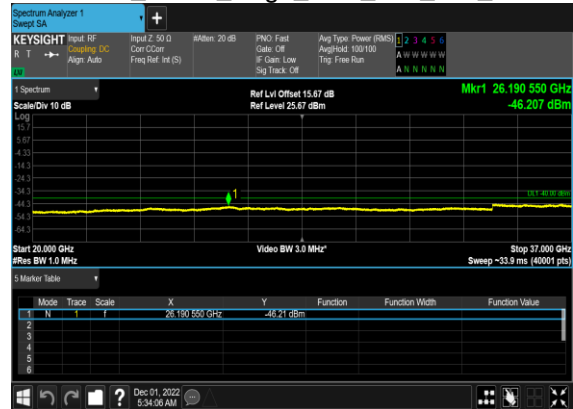 Spectrum Analyzer 1
Swept SA
+
KEYSIGHT Input: RF Input Z: 50 Ω #Atten: 20 dB PNO: Fast Avg Type: Power (RMS) 1 2 3 4 5 6
R T Coupling: DC Corr CCorr Gate: Off Avg|Hold: 100/100 A W W W W W
Align: Auto Freq Ref: Int (S) IF Gain: Low Trig: Free Run
LW Sig Track: Off A N N N N N
1 Spectrum Ref Lvl Offset 15.67 dB Mkr1 26.190 550 GHz
Scale/Div 10 dB Ref Level 25.67 dBm -46.207 dBm
Log
15.7
5.67
-4.33
-14.3
-24.3
-34.3 1
-44.3
-54.3
-64.3
Start 20.000 GHz Video BW 3.0 MHz* Stop 37.000 GHz
#Res BW 1.0 MHz Sweep ~33.9 ms (40001 pts)
5 Marker Table
Mode Trace Scale X Y Function Function Width Function Value
1 N 1 f 26.190 550 GHz -46.21 dBm
2
3
4
5
6
? Dec 01, 2022
5:34:06 AM